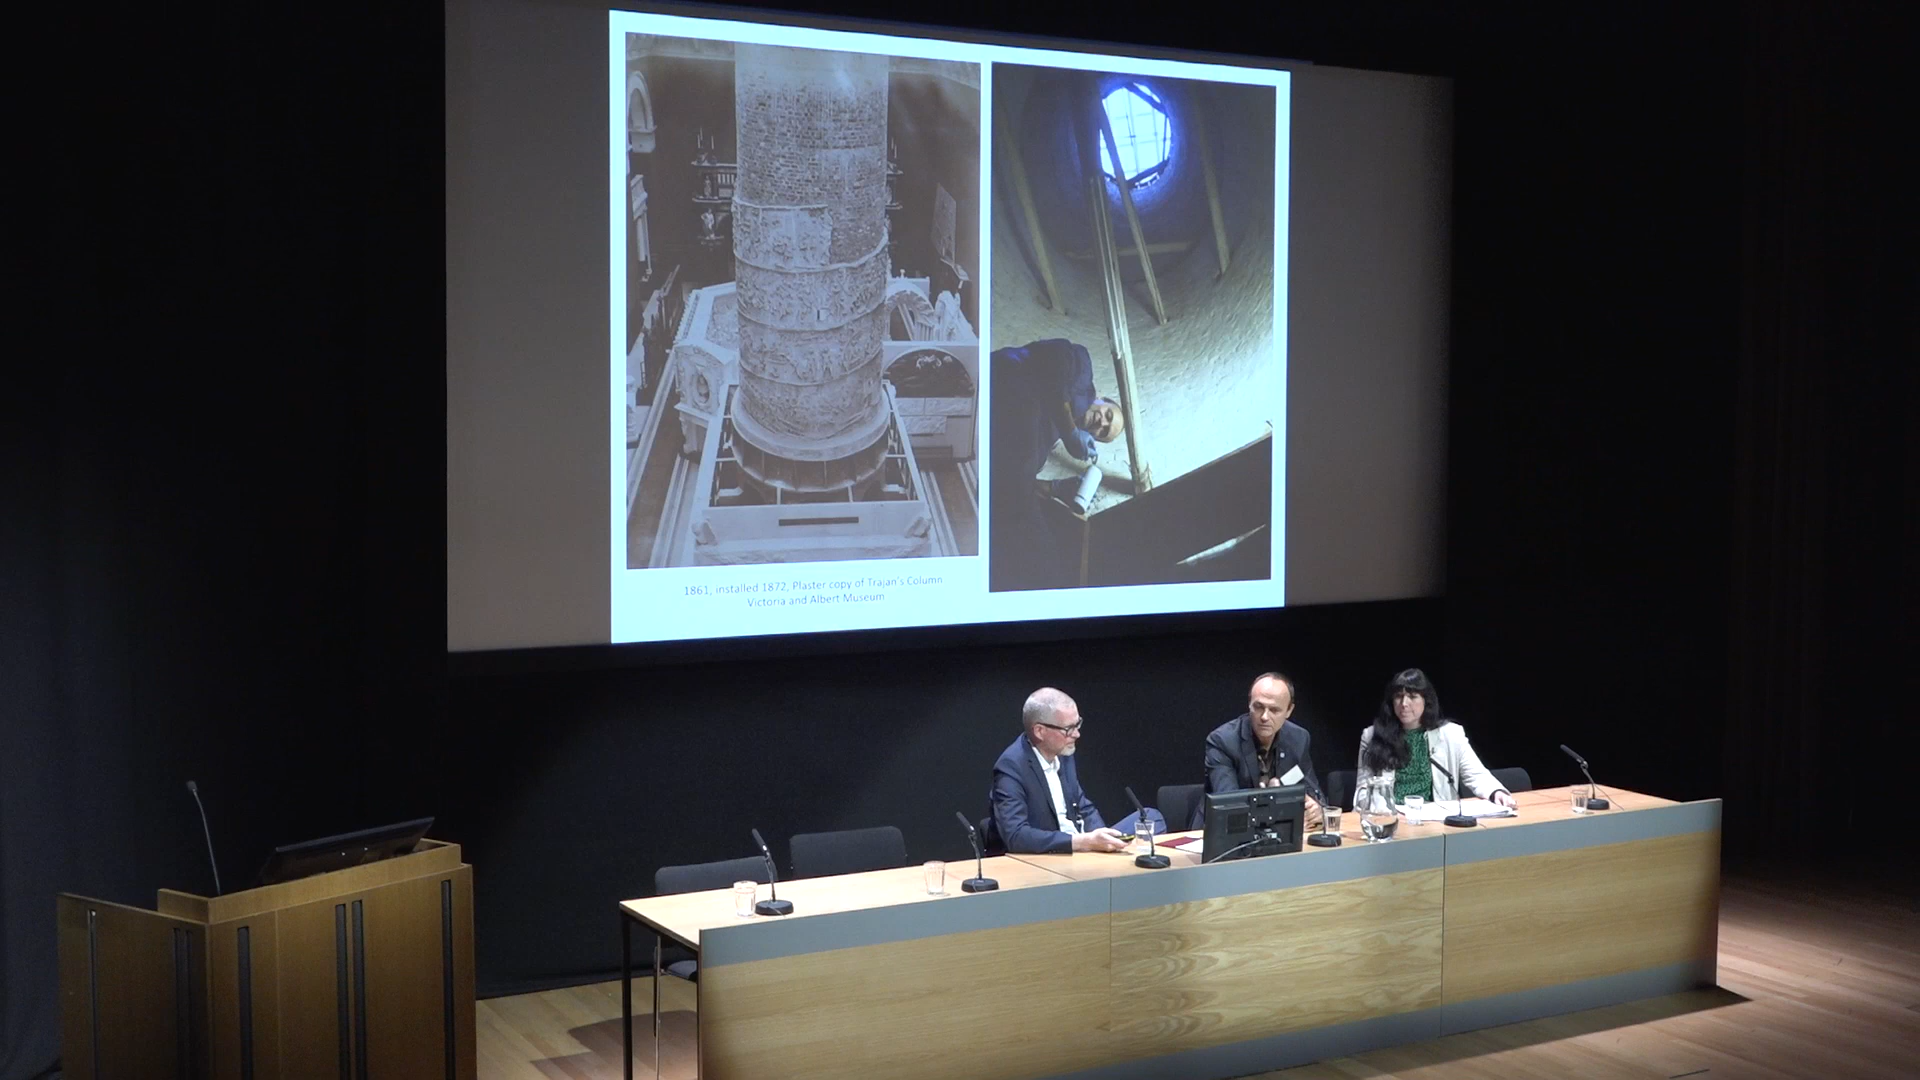 1861, installed 1872, Plaster copy of Trajan's Column
Victoria and Albert Museum